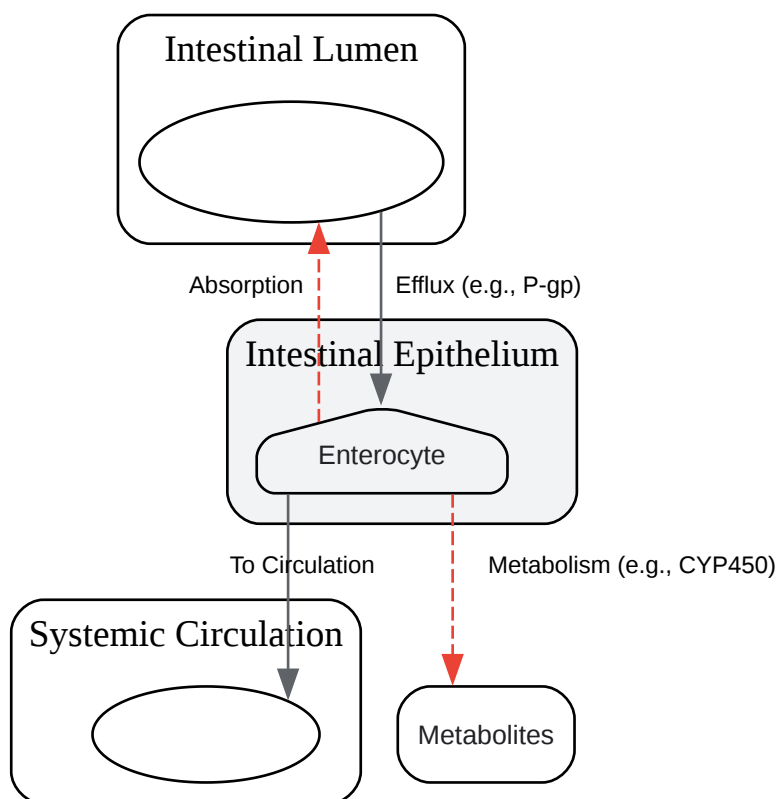 Intestinal Lumen
Absorption
Efflux (e.g., P-gp)
Intestinal Epithelium
Enterocyte
To Circulation
Metabolism (e.g., CYP450)
Systemic Circulation
Metabolites